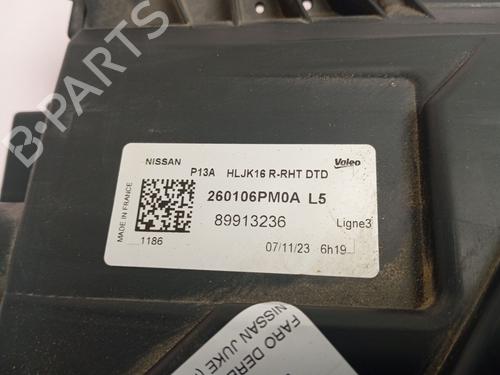 B-PARTS
NISSAN
P13A HLJK16 R-RHT DTD
Valeo
260106PM0A L5
89913236
Ligne3
MADE IN FRANCE
1186
07/11/23 6h19
FARO
NISSAN JUKE